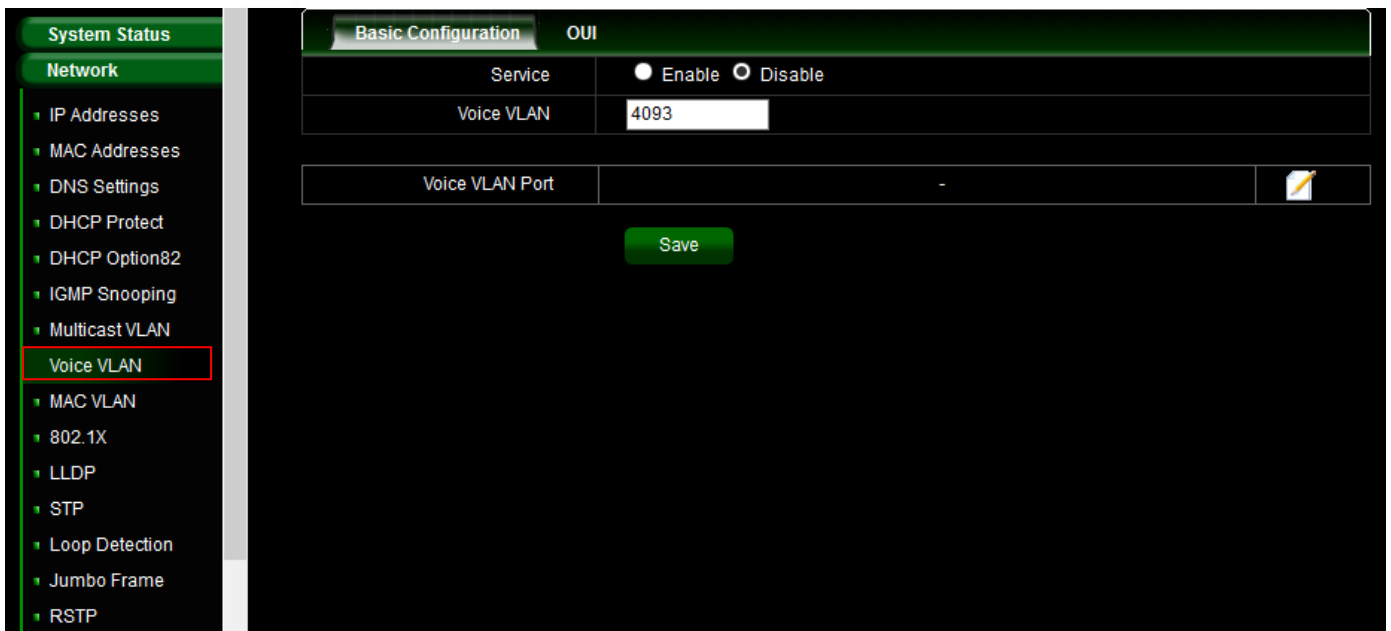 System Status
Network
IP Addresses
MAC Addresses
DNS Settings
DHCP Protect
DHCP Option82
IGMP Snooping
Multicast VLAN
Voice VLAN
MAC VLAN
802.1X
LLDP
STP
Loop Detection
Jumbo Frame
RSTP
Basic Configuration OUI
Service Enable Disable
Voice VLAN 4093
Voice VLAN Port -
Save